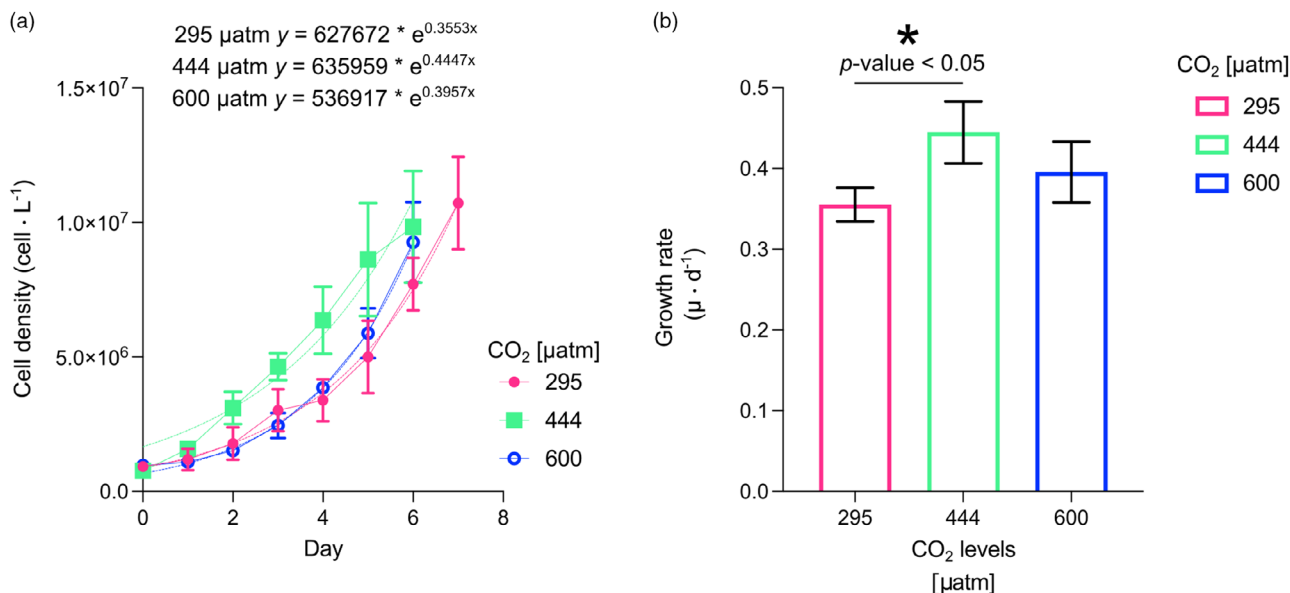 (a)
295 µatm y = 627672 * e^0.3553x
444 µatm y = 635959 * e^0.4447x
600 µatm y = 536917 * e^0.3957x
1.5×10^7
1.0×10^7
5.0×10^6
0.0
Cell density (cell · L^-1)
0 2 4 6 8
Day
CO₂ [µatm]
295
444
600
(b)
*
p-value < 0.05
0.5
0.4
0.3
0.2
0.1
0.0
Growth rate
(µ · d^-1)
295 444 600
CO₂ levels
[µatm]
CO₂ [µatm]
295
444
600